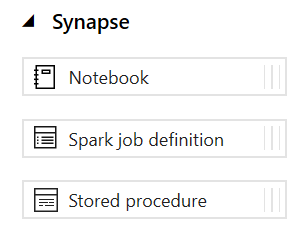 Synapse
Notebook
Spark job definition
Stored procedure